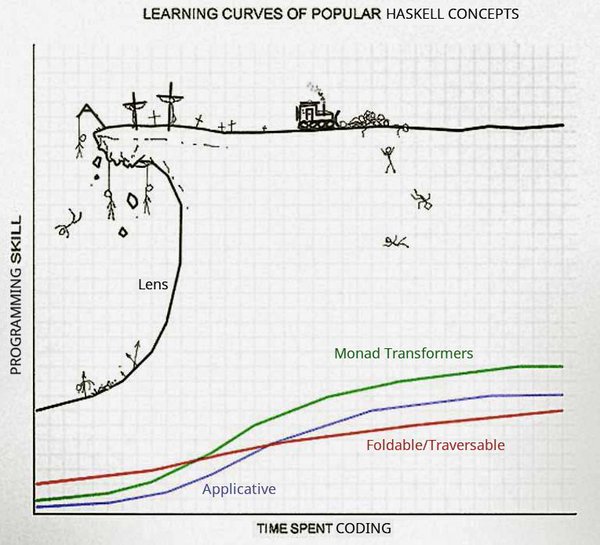 LEARNING CURVES OF POPULAR HASKELL CONCEPTS
PROGRAMMING SKILL
Lens
Monad Transformers
Foldable/Traversable
Applicative
TIME SPENT CODING